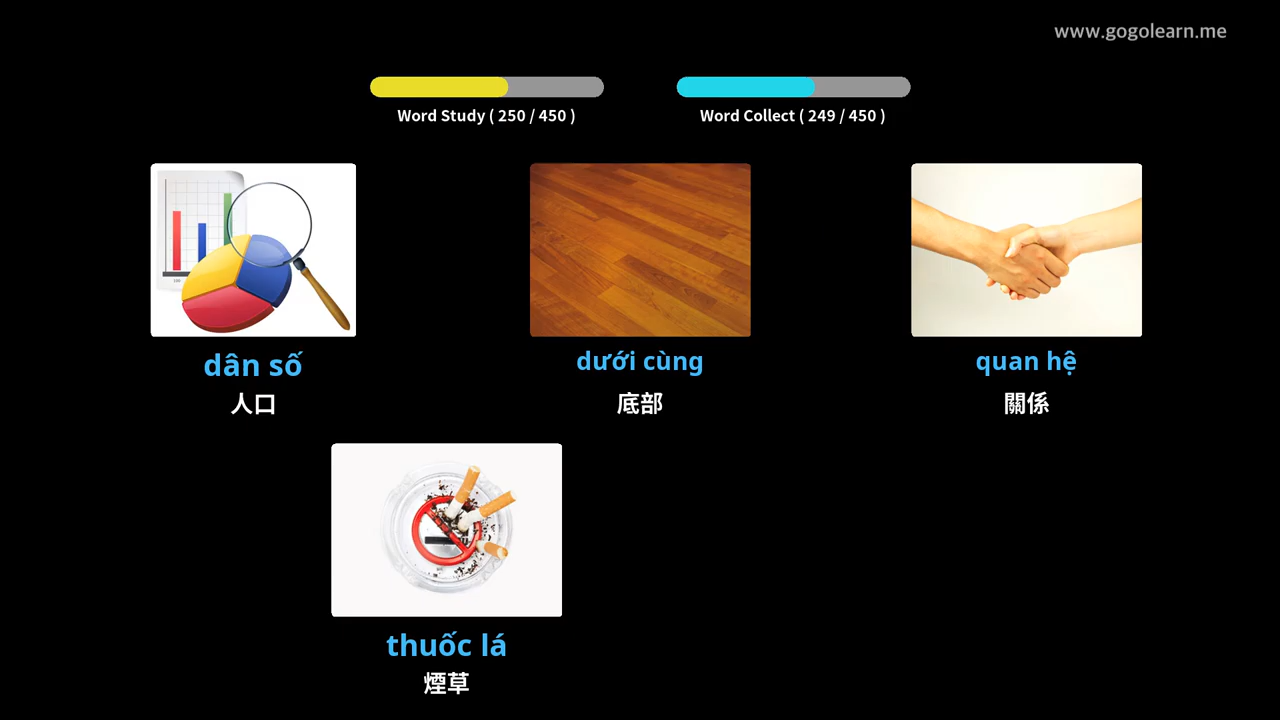 www.gogolearn.me
Word Study ( 250 / 450 )
Word Collect ( 249 / 450 )
dân số
人口
dưới cùng
底部
quan hệ
關係
thuốc lá
煙草